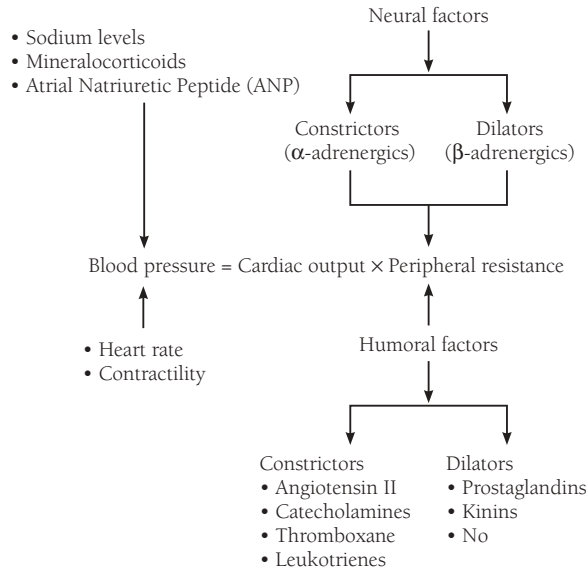 • Sodium levels
• Mineralocorticoids
• Atrial Natriuretic Peptide (ANP)
Neural factors
Constrictors
(α-adrenergics)
Dilators
(β-adrenergics)
Blood pressure = Cardiac output × Peripheral resistance
• Heart rate
• Contractility
Humoral factors
Constrictors
• Angiotensin II
• Catecholamines
• Thromboxane
• Leukotrienes
Dilators
• Prostaglandins
• Kinins
• No